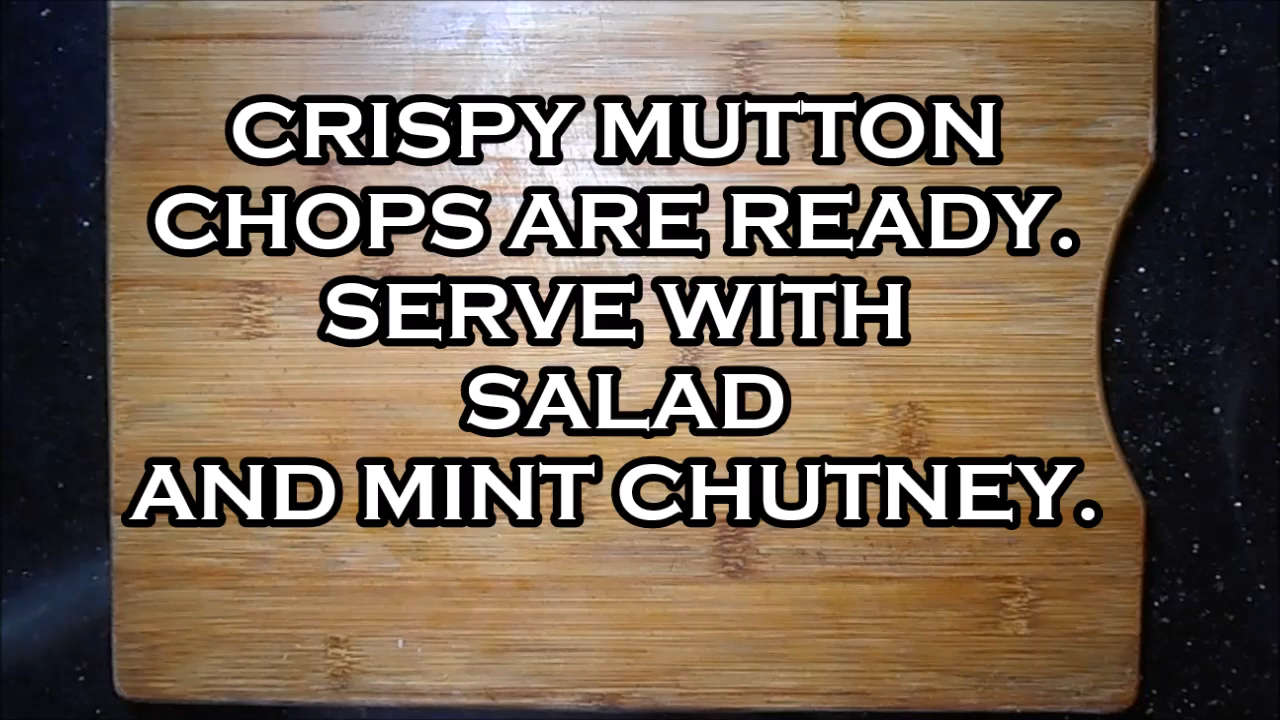 CRISPY MUTTON
CHOPS ARE READY.
SERVE WITH
SALAD
AND MINT CHUTNEY.